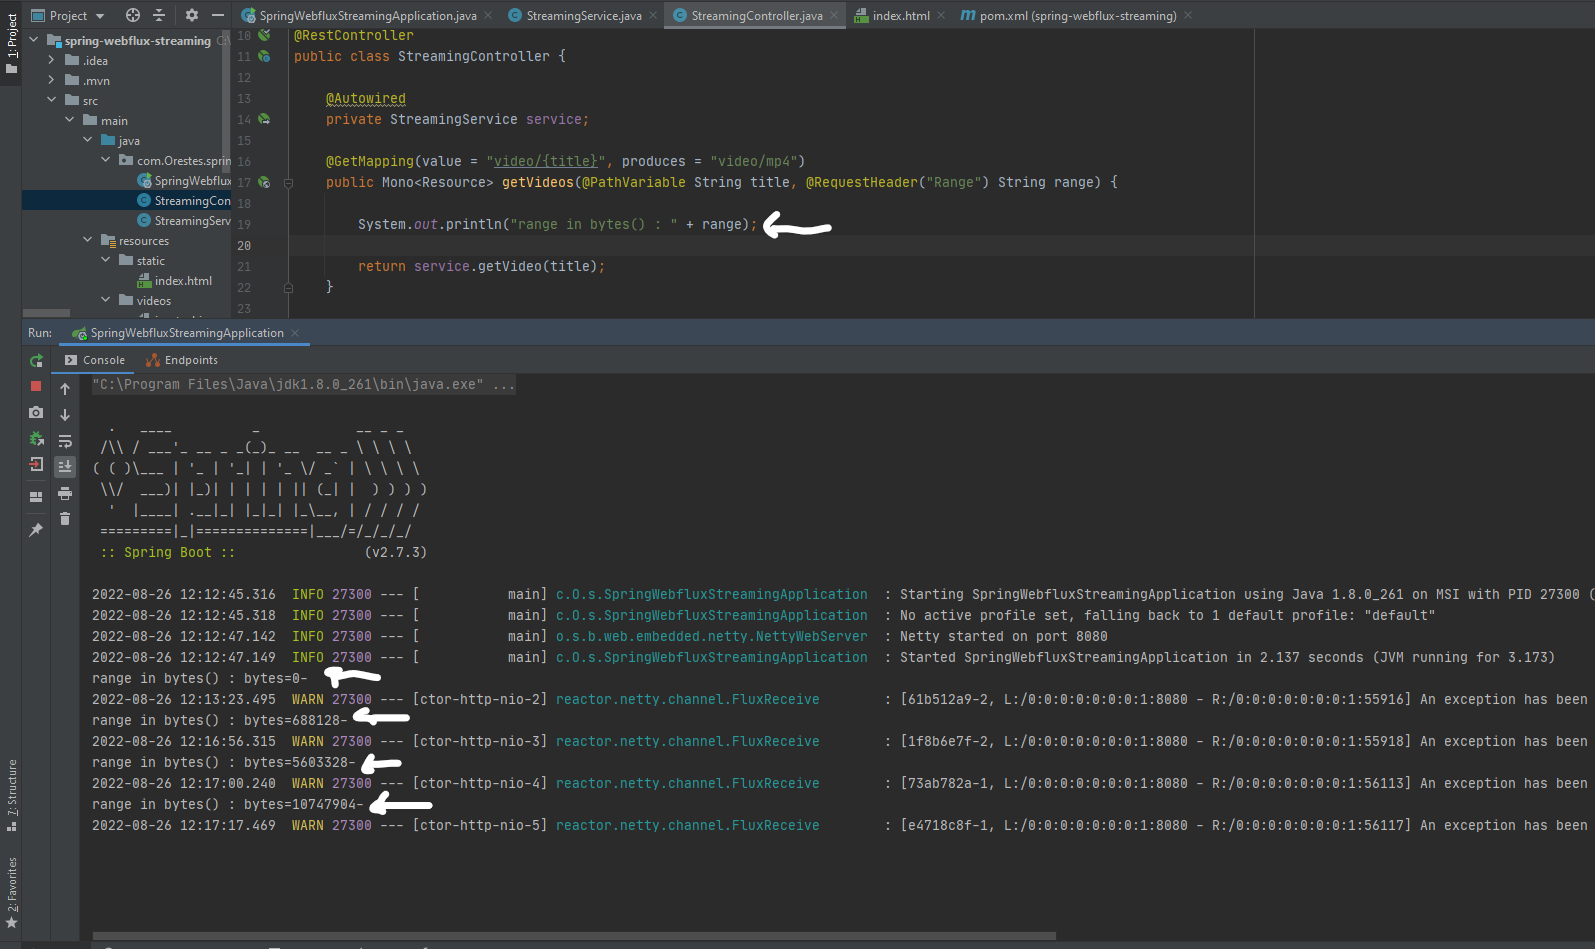 Project
SpringWebfluxStreamingApplication.java
StreamingService.java
StreamingController.java
index.html
pom.xml (spring-webflux-streaming)
1: Project
spring-webflux-streaming
.idea
.mvn
src
main
java
com.Orestes.sprin
SpringWebflux
StreamingCon
StreamingServ
resources
static
index.html
videos
10 @RestController
11 public class StreamingController {
12
13 @Autowired
14 private StreamingService service;
15
16 @GetMapping(value = "video/{title}", produces = "video/mp4")
17 public Mono<Resource> getVideos(@PathVariable String title, @RequestHeader("Range") String range) {
18
19 System.out.println("range in bytes() : " + range);
20
21 return service.getVideo(title);
22 }
23
Run: SpringWebfluxStreamingApplication
Console Endpoints
"C:\Program Files\Java\jdk1.8.0_261\bin\java.exe" ...
  .   ____          _            __ _ _
 /\\ / ___'_ __ _ _(_)_ __  __ _ \ \ \ \
( ( )\___ | '_ | '_| | '_ \/ _` | \ \ \ \
 \\/  ___)| |_)| | | | | || (_| |  ) ) ) )
  '  |____| .__|_| |_|_| |_\__, | / / / /
 =========|_|==============|___/=/_/_/_/
 :: Spring Boot ::                (v2.7.3)
2022-08-26 12:12:45.316  INFO 27300 --- [           main] c.O.s.SpringWebfluxStreamingApplication  : Starting SpringWebfluxStreamingApplication using Java 1.8.0_261 on MSI with PID 27300 (
2022-08-26 12:12:45.318  INFO 27300 --- [           main] c.O.s.SpringWebfluxStreamingApplication  : No active profile set, falling back to 1 default profile: "default"
2022-08-26 12:12:47.142  INFO 27300 --- [           main] o.s.b.web.embedded.netty.NettyWebServer  : Netty started on port 8080
2022-08-26 12:12:47.149  INFO 27300 --- [           main] c.O.s.SpringWebfluxStreamingApplication  : Started SpringWebfluxStreamingApplication in 2.137 seconds (JVM running for 3.173)
range in bytes() : bytes=0-
2022-08-26 12:13:23.495  WARN 27300 --- [ctor-http-nio-2] reactor.netty.channel.FluxReceive        : [61b512a9-2, L:/0:0:0:0:0:0:0:1:8080 - R:/0:0:0:0:0:0:0:1:55916] An exception has been
range in bytes() : bytes=688128-
2022-08-26 12:16:56.315  WARN 27300 --- [ctor-http-nio-3] reactor.netty.channel.FluxReceive        : [1f8b6e7f-2, L:/0:0:0:0:0:0:0:1:8080 - R:/0:0:0:0:0:0:0:1:55918] An exception has been
range in bytes() : bytes=5603328-
2022-08-26 12:17:00.240  WARN 27300 --- [ctor-http-nio-4] reactor.netty.channel.FluxReceive        : [73ab782a-1, L:/0:0:0:0:0:0:0:1:8080 - R:/0:0:0:0:0:0:0:1:56113] An exception has been
range in bytes() : bytes=10747904-
2022-08-26 12:17:17.469  WARN 27300 --- [ctor-http-nio-5] reactor.netty.channel.FluxReceive        : [e4718c8f-1, L:/0:0:0:0:0:0:0:1:8080 - R:/0:0:0:0:0:0:0:1:56117] An exception has been
7: Structure
2: Favorites